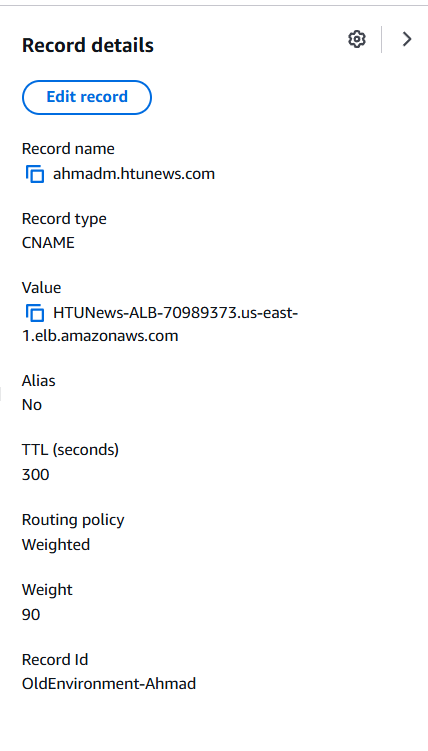 Record details
Edit record
Record name
ahmadm.htunews.com
Record type
CNAME
Value
HTUNews-ALB-70989373.us-east-
1.elb.amazonaws.com
Alias
No
TTL (seconds)
300
Routing policy
Weighted
Weight
90
Record Id
OldEnvironment-Ahmad